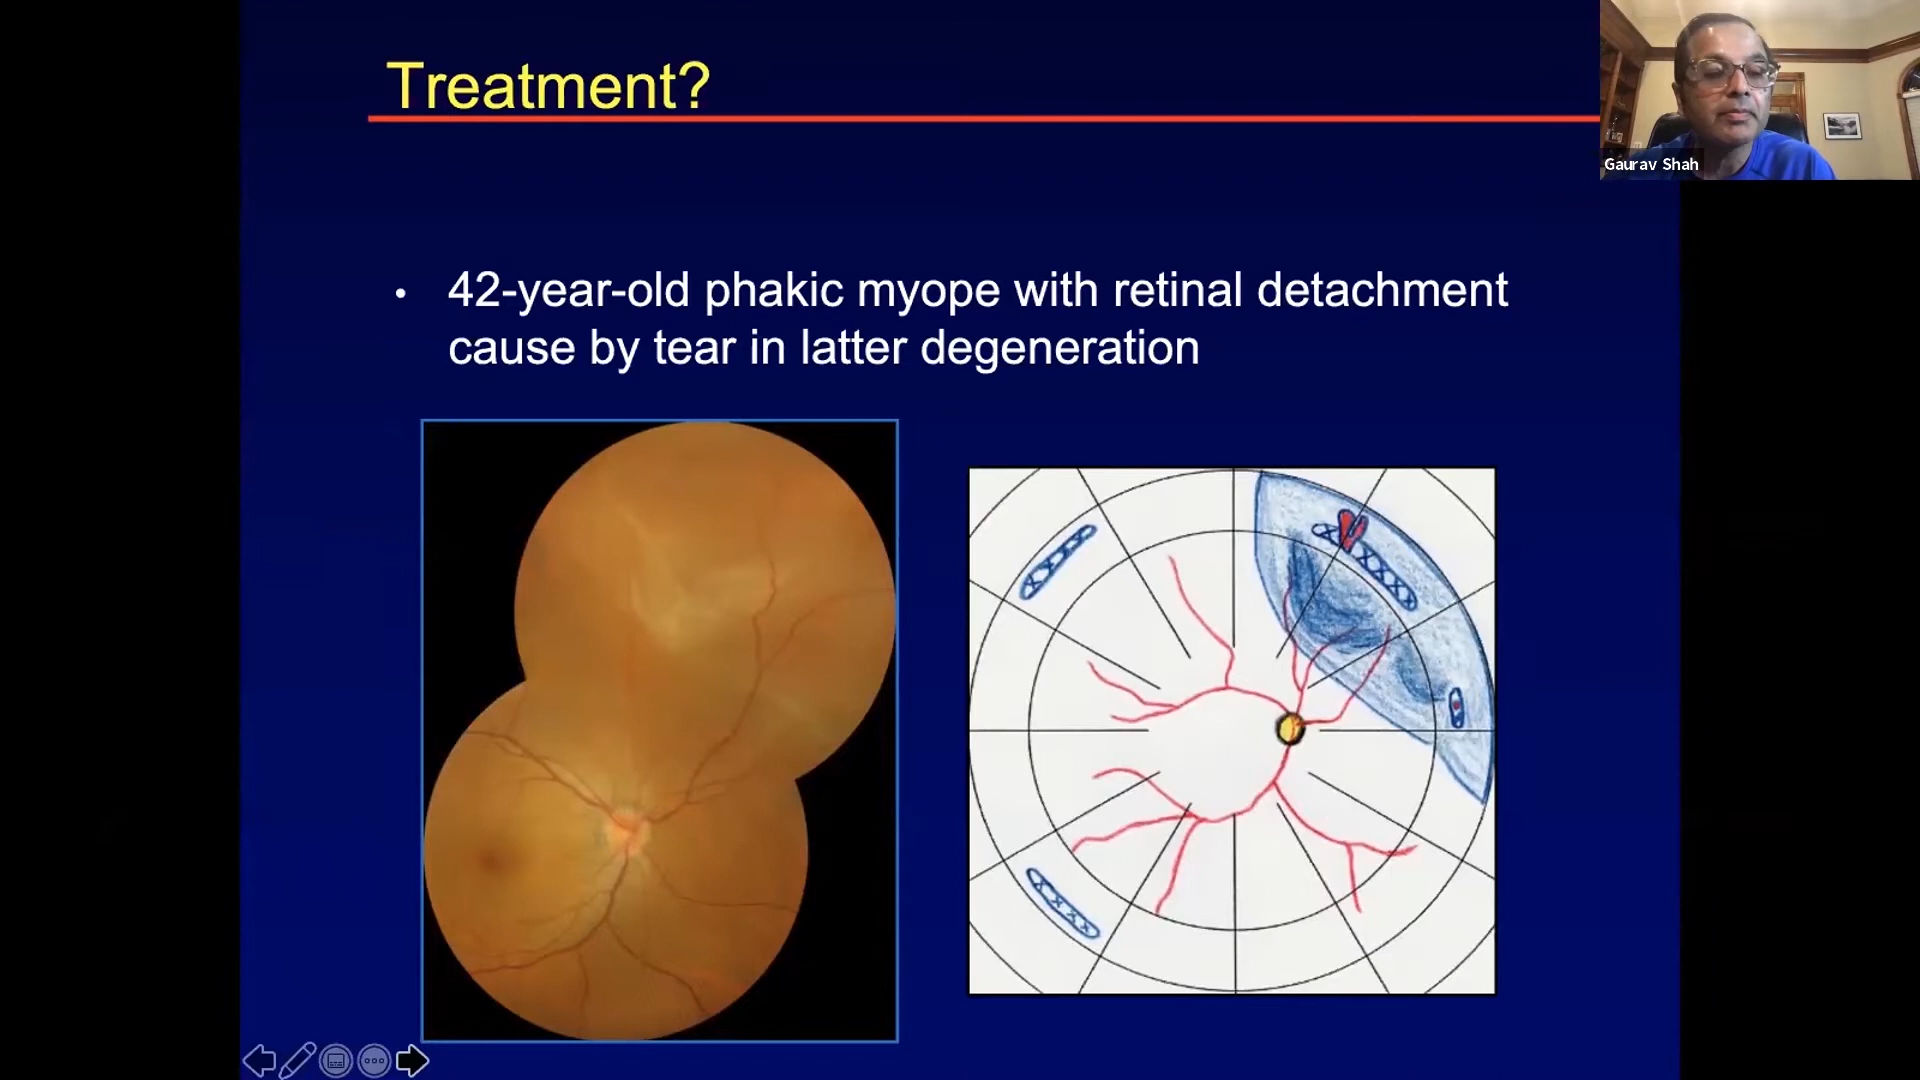 Treatment?
Gaurav Shah
• 42-year-old phakic myope with retinal detachment
cause by tear in latter degeneration